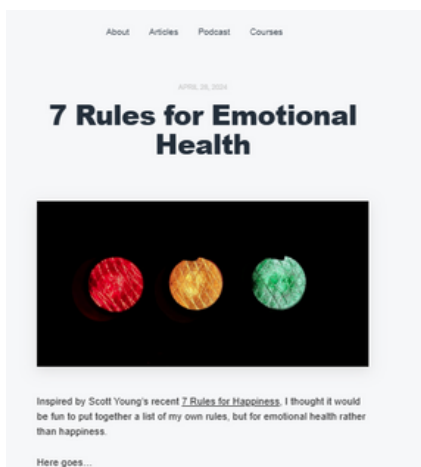 About Articles Podcast Courses
APRIL 28, 2024
7 Rules for Emotional
Health
Inspired by Scott Young's recent 7 Rules for Happiness, I thought it would
be fun to put together a list of my own rules, but for emotional health rather
than happiness.
Here goes...